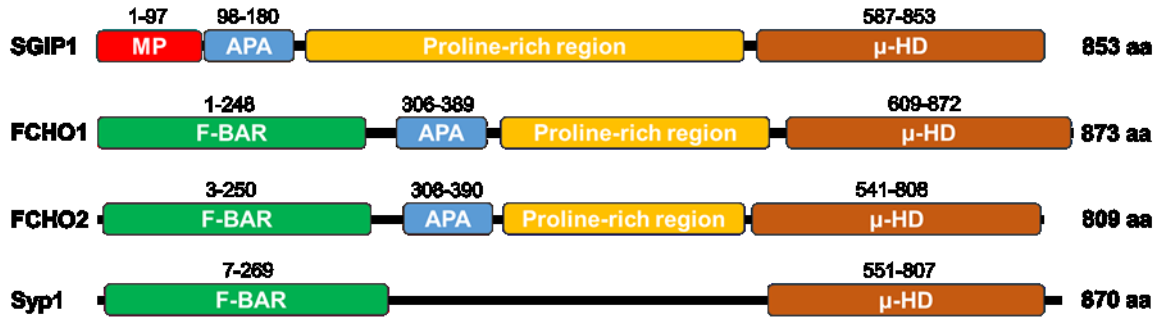 1-97 98-180 587-853
SGIP1 MP APA Proline-rich region μ-HD 853 aa
1-248 306-389 609-872
FCHO1 F-BAR APA Proline-rich region μ-HD 873 aa
3-250 308-390 541-808
FCHO2 F-BAR APA Proline-rich region μ-HD 809 aa
7-269 551-807
Syp1 F-BAR μ-HD 870 aa